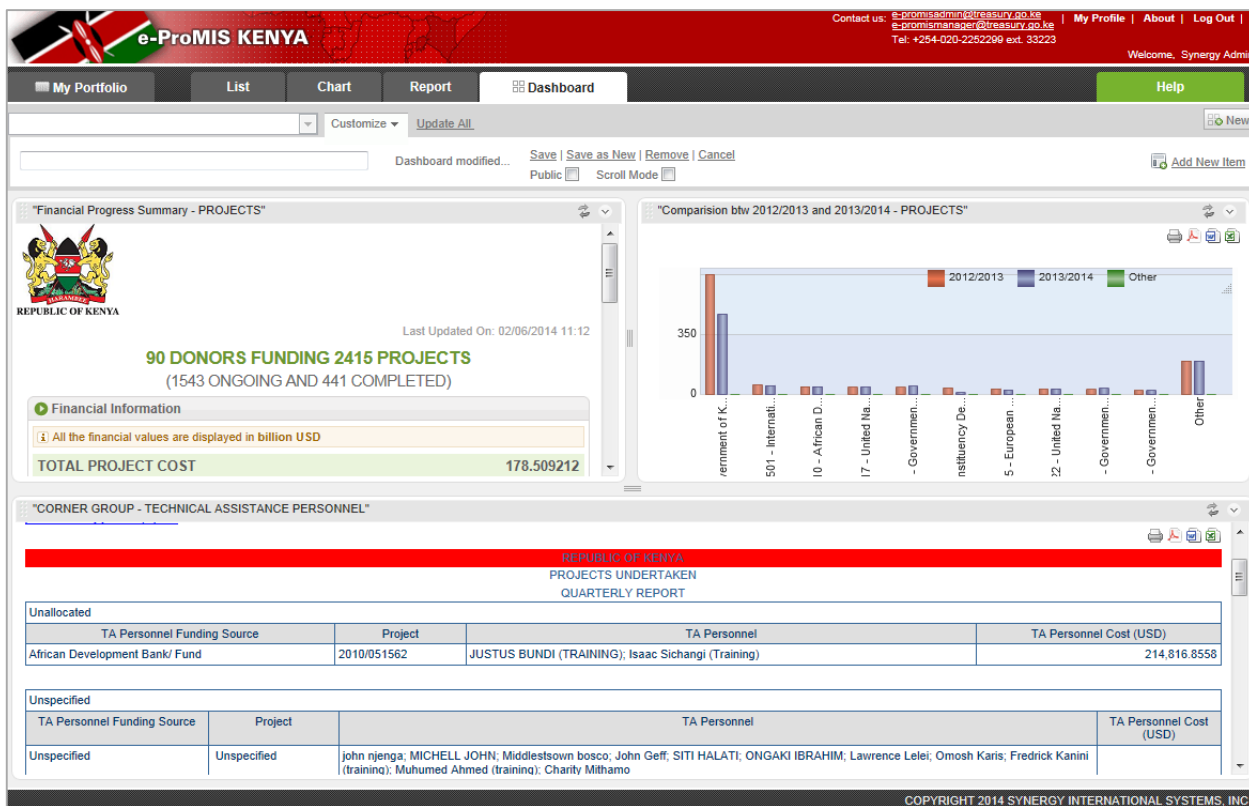 e-ProMIS KENYA
Contact us: e-promisadmin@treasury.go.ke | My Profile | About | Log Out |
e-promismanager@treasury.go.ke
Tel: +254-020-2252299 ext. 33223
Welcome, Synergy Admi
My Portfolio List Chart Report Dashboard Help
Customize Update All New
Dashboard modified... Save | Save as New | Remove | Cancel
Public Scroll Mode
Add New Item
"Financial Progress Summary - PROJECTS"
HARAMBEE
REPUBLIC OF KENYA
Last Updated On: 02/06/2014 11:12
90 DONORS FUNDING 2415 PROJECTS
(1543 ONGOING AND 441 COMPLETED)
Financial Information
All the financial values are displayed in billion USD
TOTAL PROJECT COST 178.509212
"Comparision btw 2012/2013 and 2013/2014 - PROJECTS"
2012/2013 2013/2014 Other
350
0
vernment of K...
501 - Internati...
10 - African D...
17 - United Na...
- Governmen...
nstituency De...
5 - European ...
22 - United Na...
- Governmen...
- Governmen...
Other
"CORNER GROUP - TECHNICAL ASSISTANCE PERSONNEL"
REPUBLIC OF KENYA
PROJECTS UNDERTAKEN
QUARTERLY REPORT
Unallocated
TA Personnel Funding Source Project TA Personnel TA Personnel Cost (USD)
African Development Bank/ Fund 2010/051562 JUSTUS BUNDI (TRAINING); Isaac Sichangi (Training) 214,816.8558
Unspecified
TA Personnel Funding Source Project TA Personnel TA Personnel Cost
(USD)
Unspecified Unspecified john njenga; MICHELL JOHN; Middlestsown bosco; John Geff; SITI HALATI; ONGAKI IBRAHIM; Lawrence Lelei; Omosh Karis; Fredrick Kanini
(training); Muhumed Ahmed (training); Charity Mithamo
COPYRIGHT 2014 SYNERGY INTERNATIONAL SYSTEMS, INC